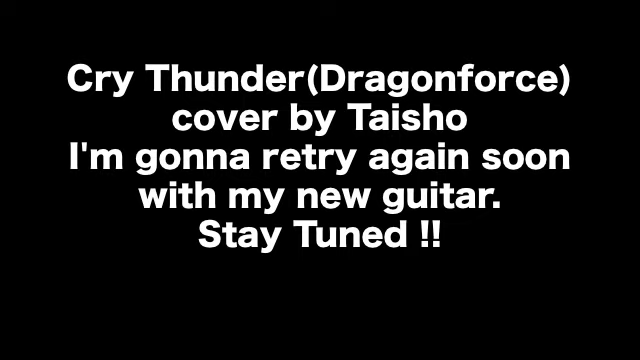 Cry Thunder(Dragonforce)
cover by Taisho
I'm gonna retry again soon
with my new guitar.
Stay Tuned !!